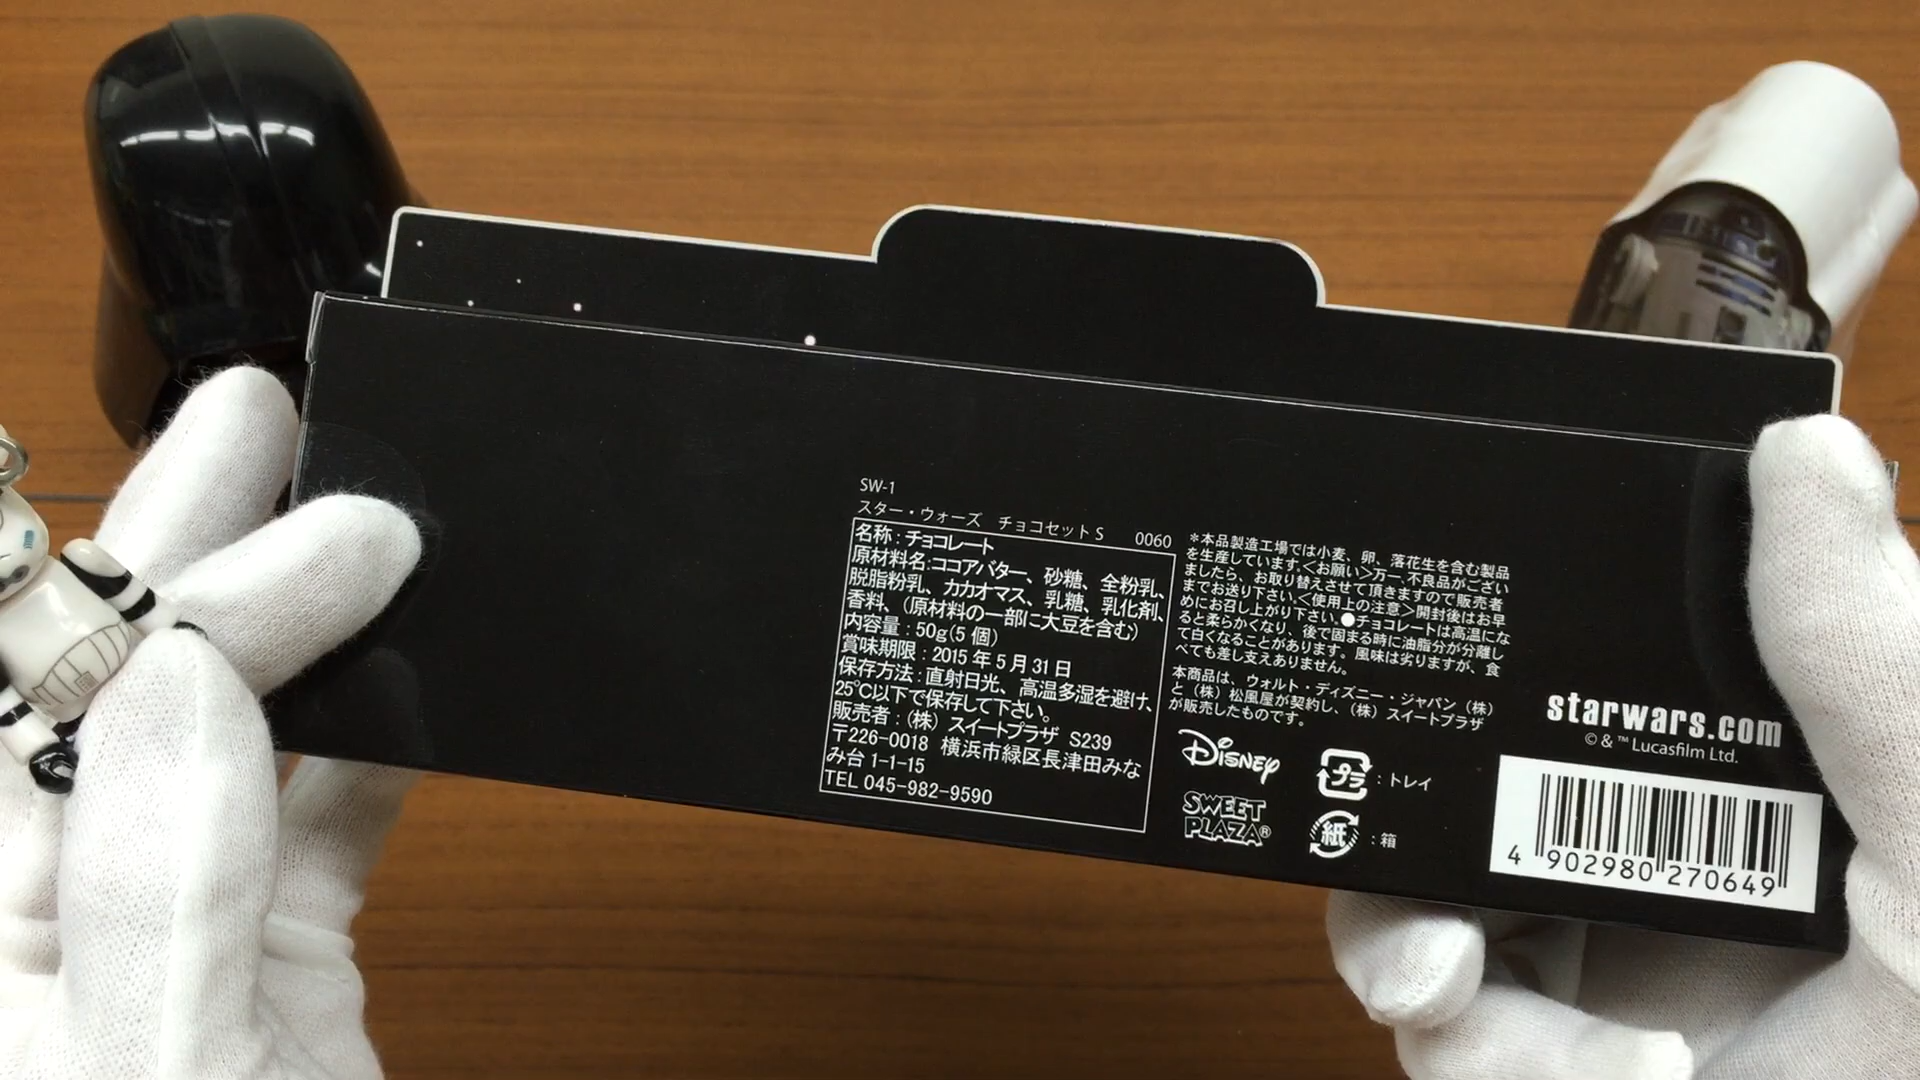 SW-1
スター・ウォーズ チョコセット S 0060
名称：チョコレート
原材料名：ココアバター、砂糖、全粉乳、
脱脂粉乳、カカオマス、乳糖、乳化剤、
香料、（原材料の一部に大豆を含む）
内容量：50g(5個)
賞味期限：2015年5月31日
保存方法：直射日光、高温多湿を避け、
25℃以下で保存して下さい。
販売者：(株) スイートプラザ S239
〒226-0018 横浜市緑区長津田みな
み台1-1-15
TEL 045-982-9590
＊本品製造工場では小麦、卵、落花生を含む製品
を生産しています。＜お願い＞万一、不良品がござい
ましたら、お取り替えさせて頂きますので販売者
までお送り下さい。＜使用上の注意＞開封後はお早
めにお召し上がり下さい。●チョコレートは高温にな
ると柔らかくなり、後で固まる時に油脂分が分離し
て白くなることがあります。風味は劣りますが、食
べても差し支えありません。
本商品は、ウォルト・ディズニー・ジャパン（株）
と（株）松風屋が契約し、（株）スイートプラザ
が販売したものです。
Disney
プラ：トレイ
SWEET
PLAZA®
紙：箱
starwars.com
© & ™ Lucasfilm Ltd.
4 902980 270649